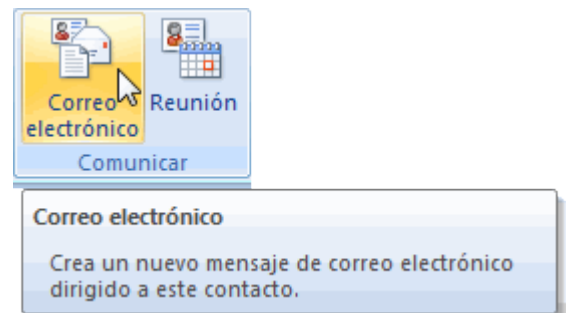 Correo Reunión
electrónico
Comunicar
Correo electrónico
Crea un nuevo mensaje de correo electrónico
dirigido a este contacto.